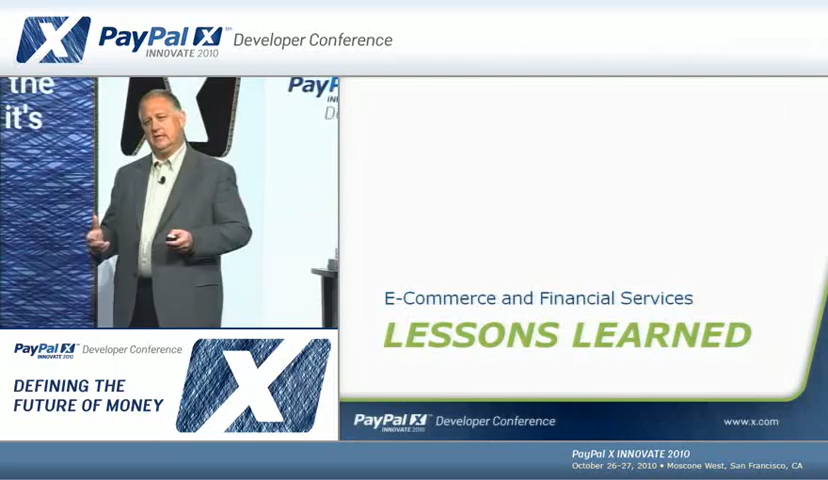 PayPal X Developer Conference
INNOVATE 2010
the
it's
E-Commerce and Financial Services
LESSONS LEARNED
PayPal X Developer Conference
INNOVATE 2010
DEFINING THE
FUTURE OF MONEY
X
PayPal X Developer Conference
INNOVATE 2010
www.x.com
PayPal X INNOVATE 2010
October 26-27, 2010 • Moscone West, San Francisco, CA